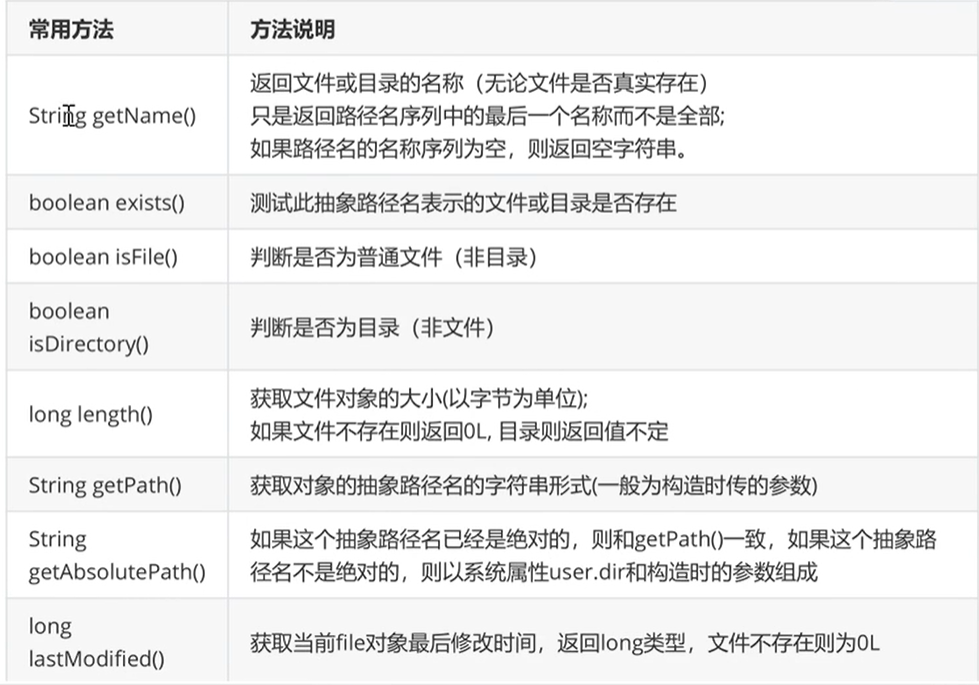 常用方法
方法说明
String getName()
返回文件或目录的名称（无论文件是否真实存在）
只是返回路径名序列中的最后一个名称而不是全部;
如果路径名的名称序列为空，则返回空字符串。
boolean exists()
测试此抽象路径名表示的文件或目录是否存在
boolean isFile()
判断是否为普通文件（非目录）
boolean
isDirectory()
判断是否为目录（非文件）
long length()
获取文件对象的大小(以字节为单位);
如果文件不存在则返回0L, 目录则返回值不定
String getPath()
获取对象的抽象路径名的字符串形式(一般为构造时传的参数)
String
getAbsolutePath()
如果这个抽象路径名已经是绝对的，则和getPath()一致，如果这个抽象路
径名不是绝对的，则以系统属性user.dir和构造时的参数组成
long
lastModified()
获取当前file对象最后修改时间，返回long类型，文件不存在则为0L